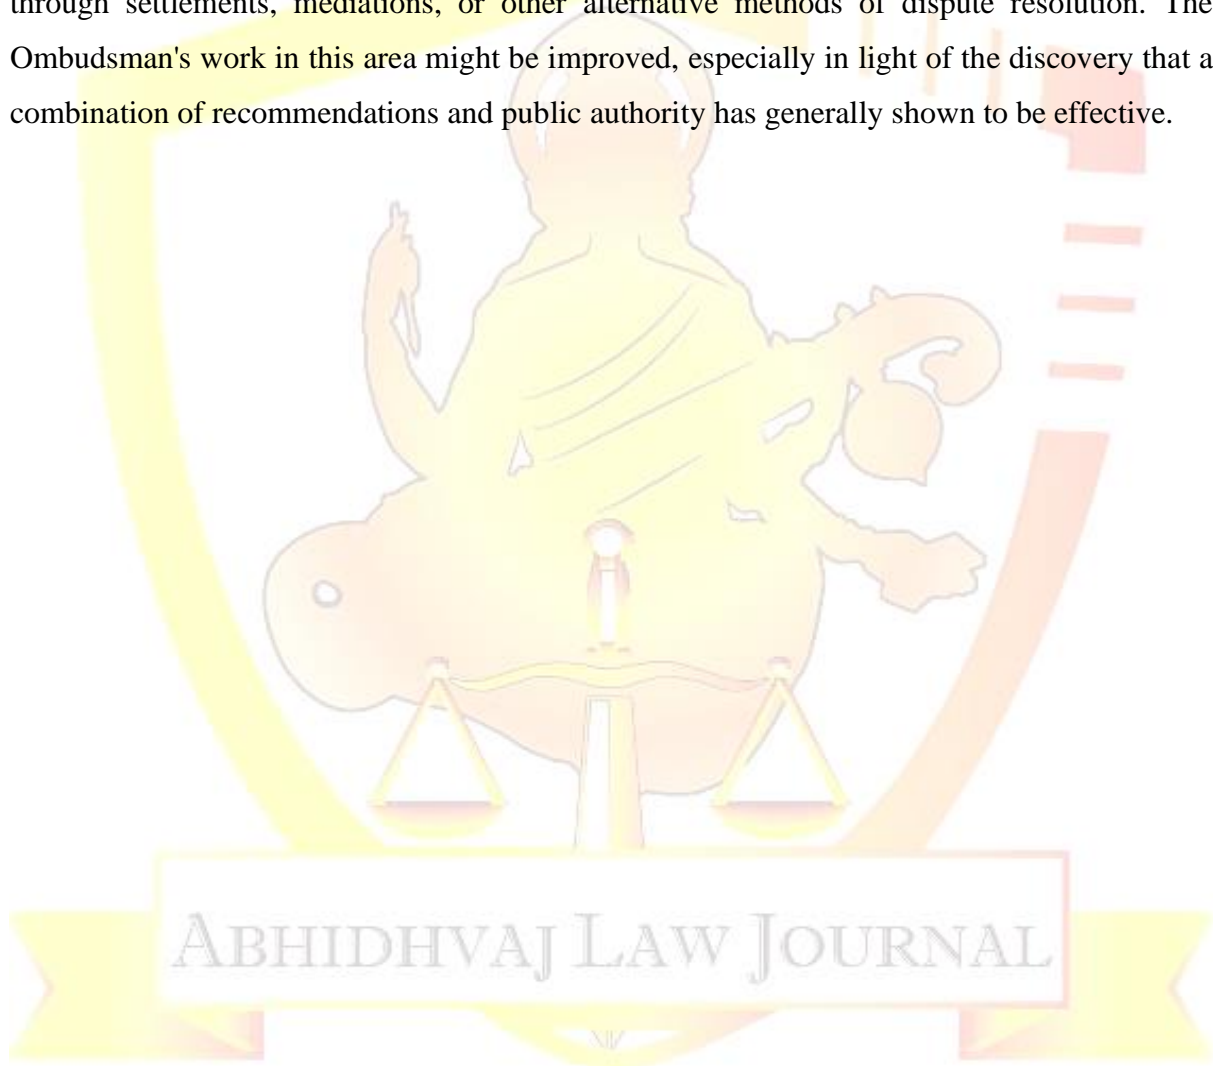 through settlements, mediations, or other alternative methods of dispute resolution. The
Ombudsman's work in this area might be improved, especially in light of the discovery that a
combination of recommendations and public authority has generally shown to be effective.
ABHIDHVAJ LAW JOURNAL